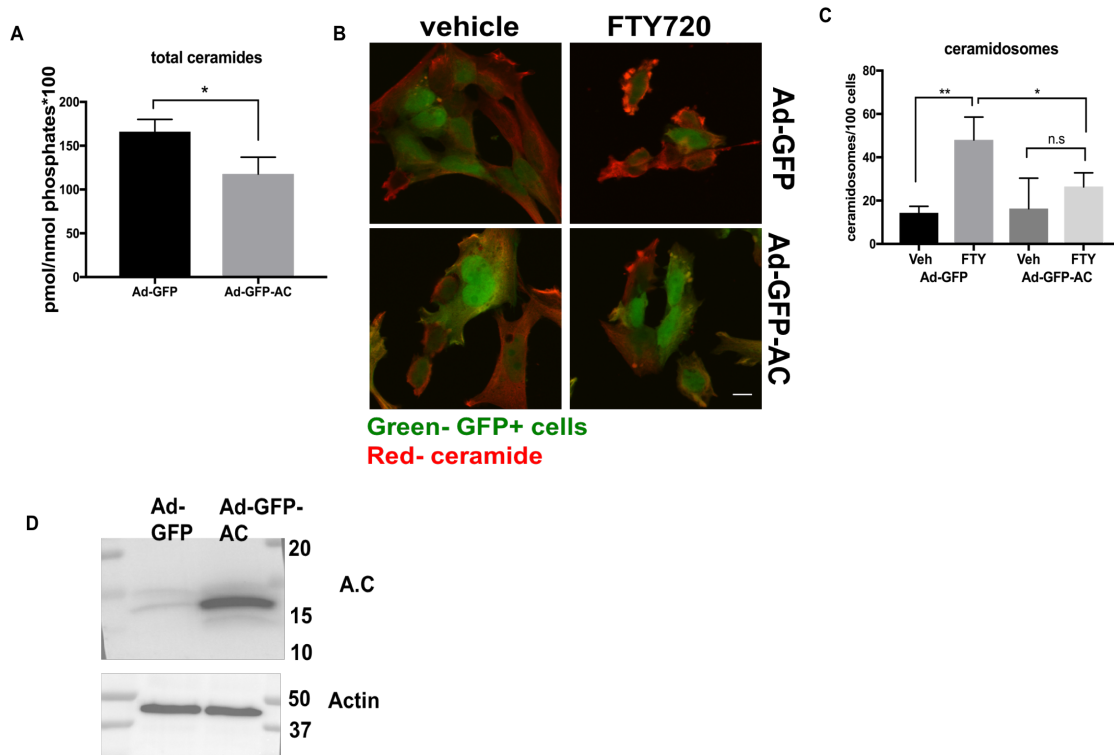 A
total ceramides
*
pmol/nmol phosphates*100
200
150
100
50
0
Ad-GFP
Ad-GFP-AC
B
vehicle
FTY720
Ad-GFP
Ad-GFP-AC
Green- GFP+ cells
Red- ceramide
C
ceramidosomes
ceramidosomes/100 cells
80
60
40
20
0
**
*
n.s
Veh FTY Veh FTY
Ad-GFP Ad-GFP-AC
D
Ad-
GFP
Ad-GFP-
AC
20
15
10
A.C
50
37
Actin